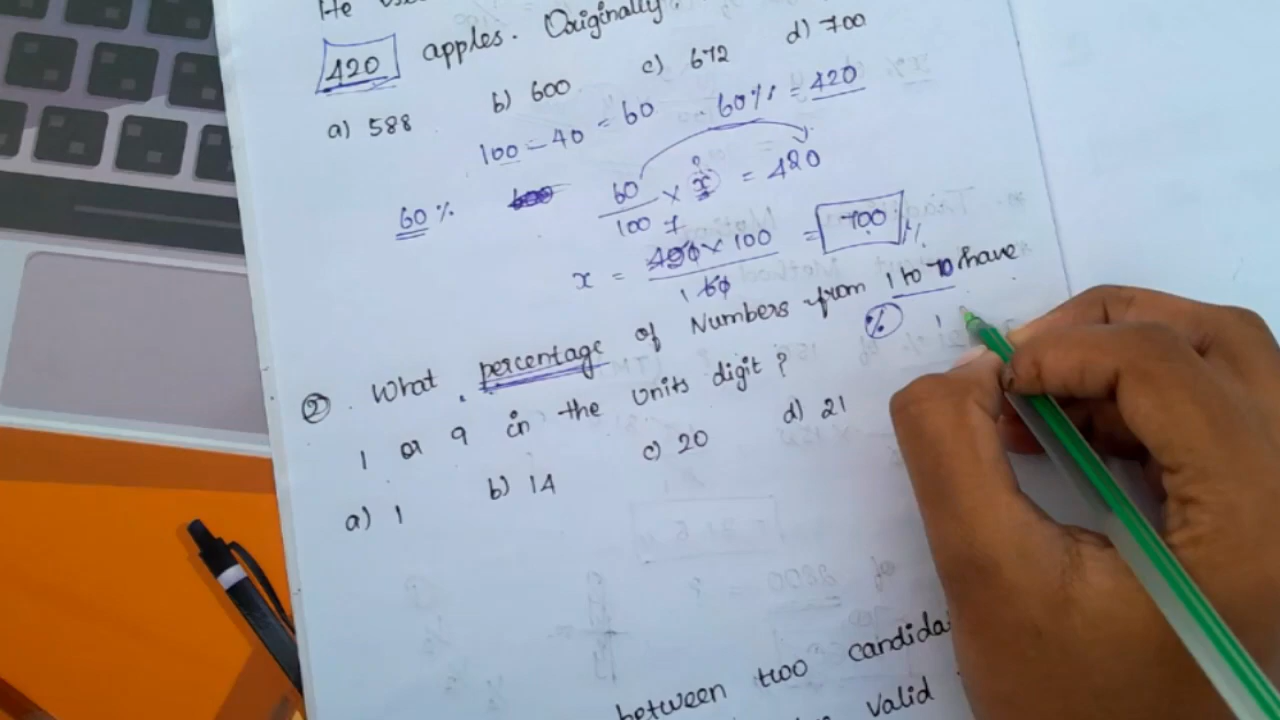 He
420 apples. Originally
a) 588 b) 600 c) 672 d) 700
100 - 40 = 60 60% = 420
60% 60/100 × x = 420
?
x = 420 × 100 / 60 = 700
② . What percentage of Numbers from 1 to 70 have
% 1
1 or 9 in the units digit ?
a) 1 b) 14 c) 20 d) 21
between two
valid